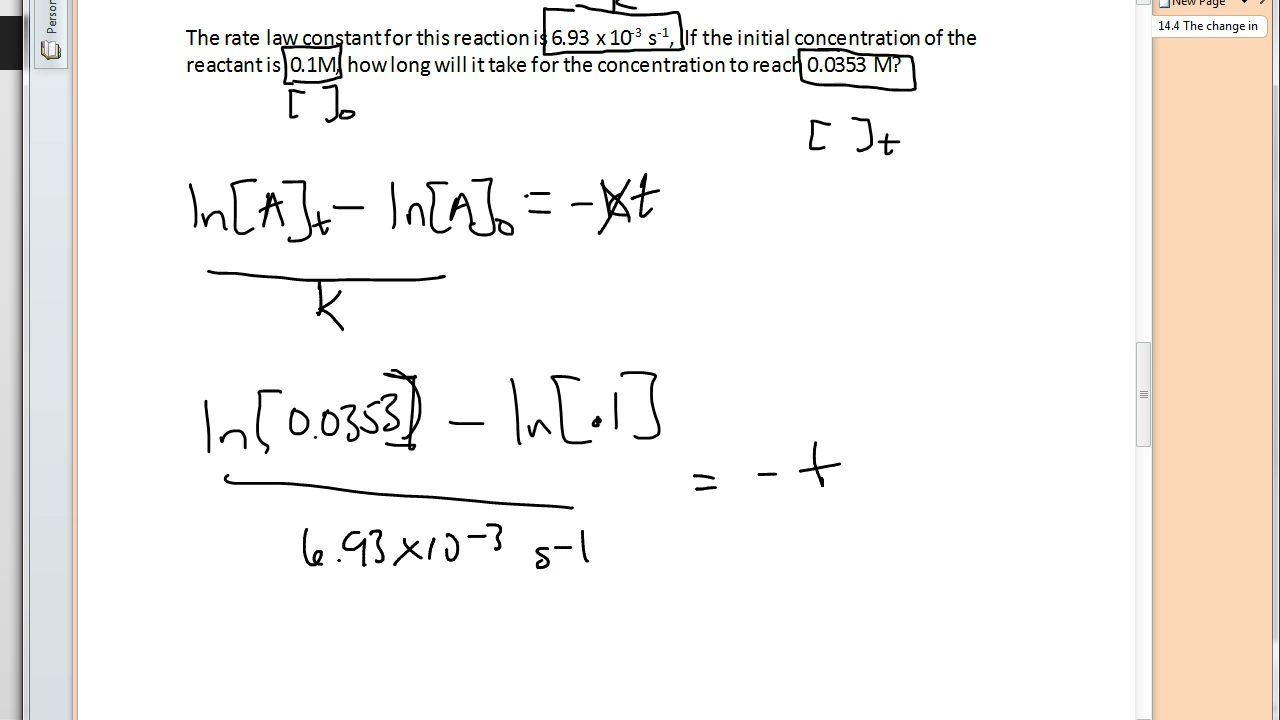 Person
New Page
14.4 The change in
K
The rate law constant for this reaction is 6.93 x 10⁻³ s⁻¹, If the initial concentration of the
reactant is 0.1M, how long will it take for the concentration to reach 0.0353 M?
[ ]₀
[ ]t
ln[A]t - ln[A]₀ = -Kt
K
ln[0.0353] - ln[.1]
= - t
6.93 x 10⁻³ s-1